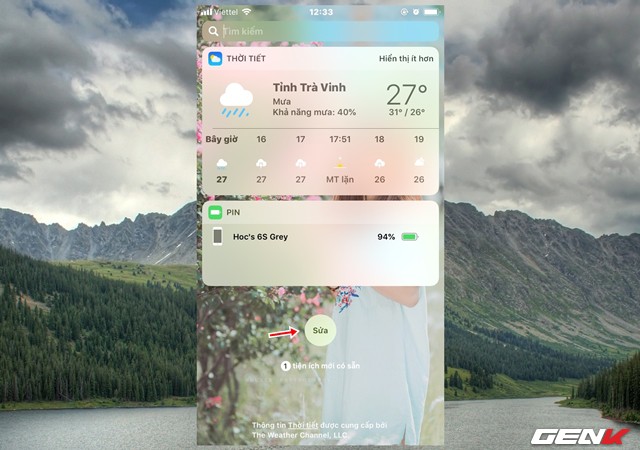 Viettel 12:33
Tìm kiếm
THỜI TIẾT Hiển thị ít hơn
Tỉnh Trà Vinh 27°
Mưa
Khả năng mưa: 40% 31° / 26°
Bây giờ 16 17 17:51 18 19
27 27 27 MT lặn 26 26
PIN
Hoc's 6S Grey 94%
Sửa
1 tiện ích mới có sẵn
Thông tin Thời tiết được cung cấp bởi
The Weather Channel, LLC.
GENK